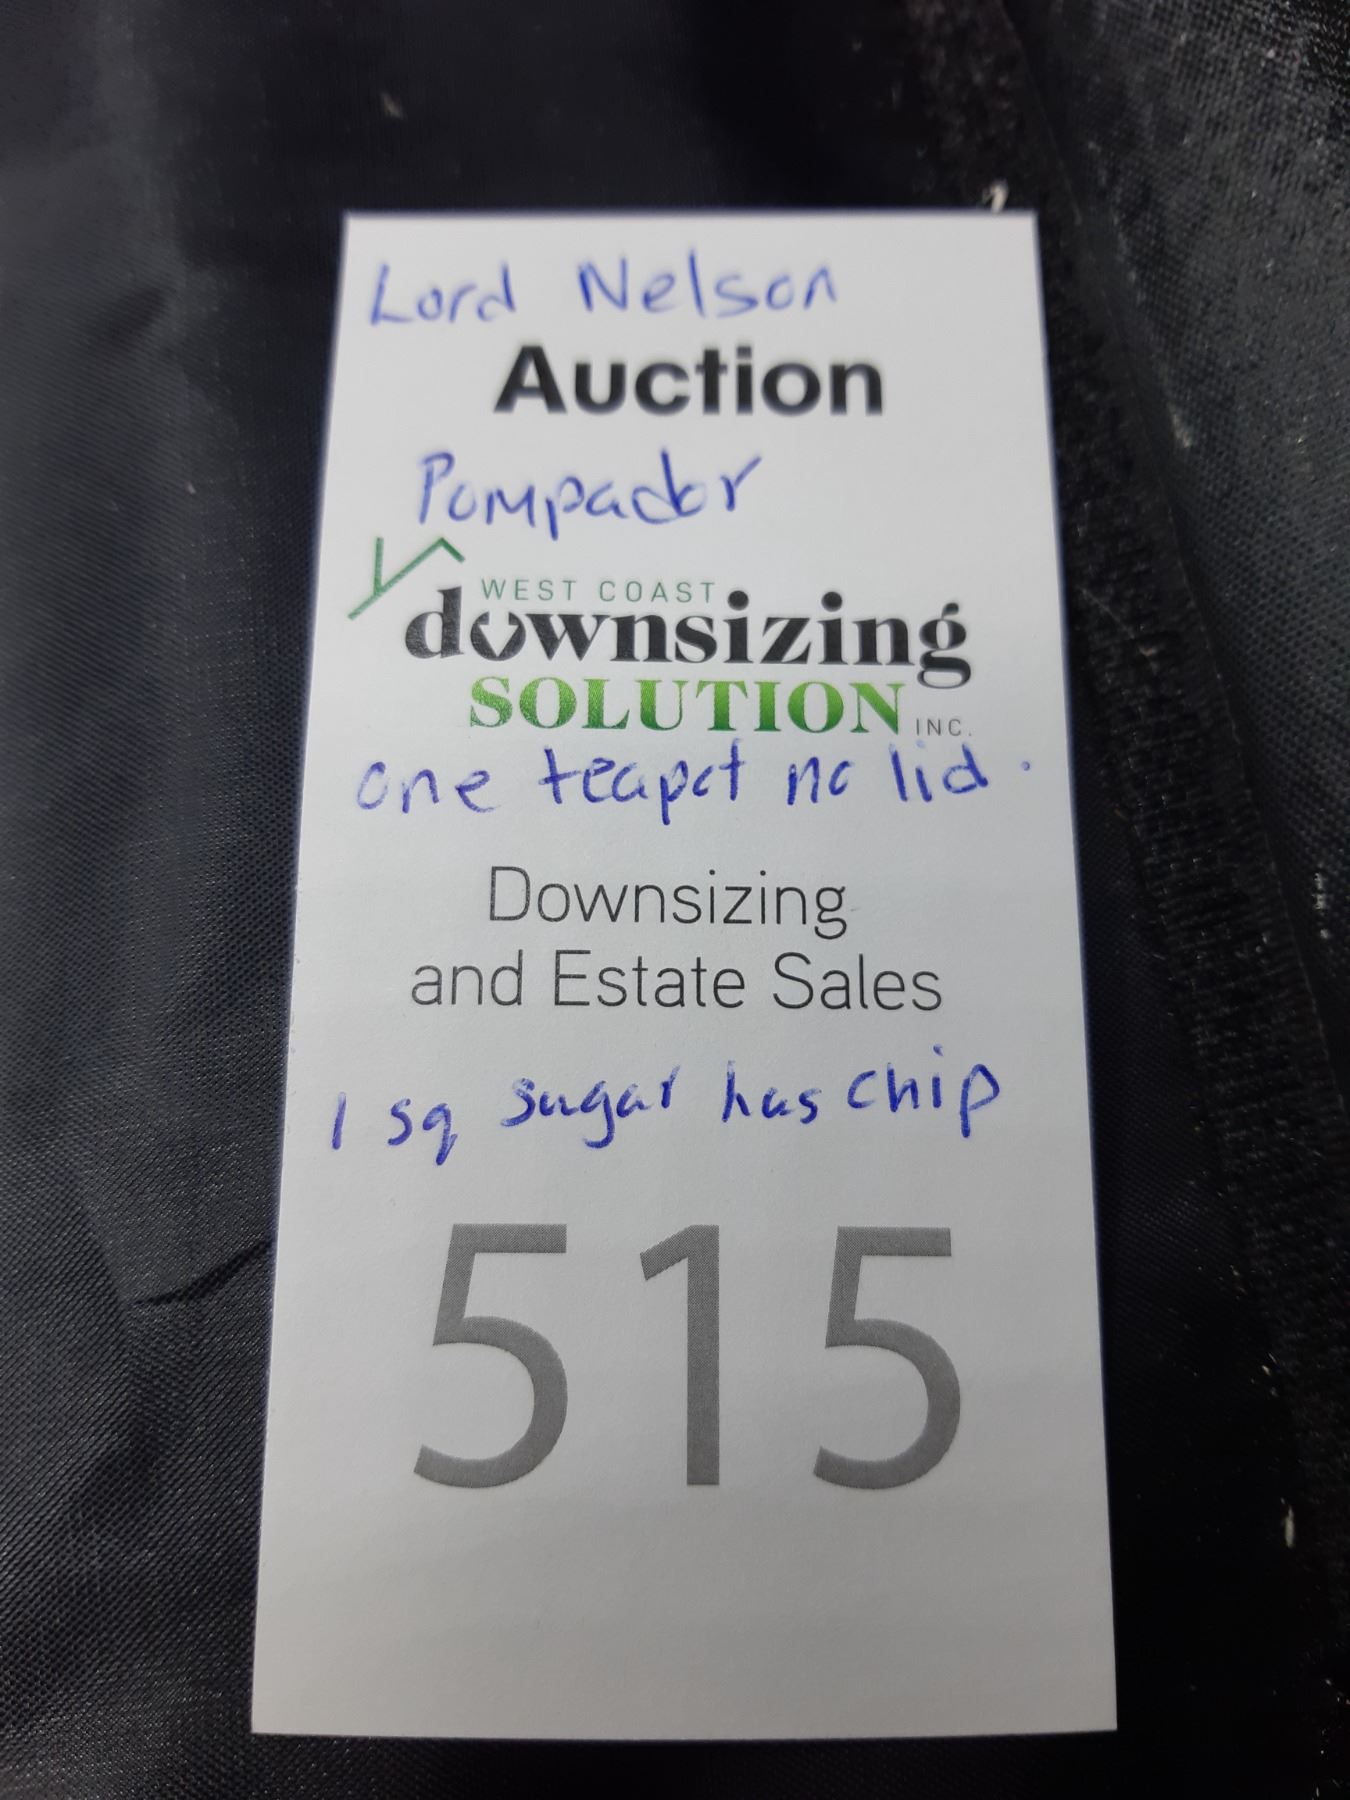 Lord Nelson
Auction
Pompador
WEST COAST
downsizing
SOLUTION INC.
one teapot no lid.
Downsizing
and Estate Sales
1 sq sugar has chip
515